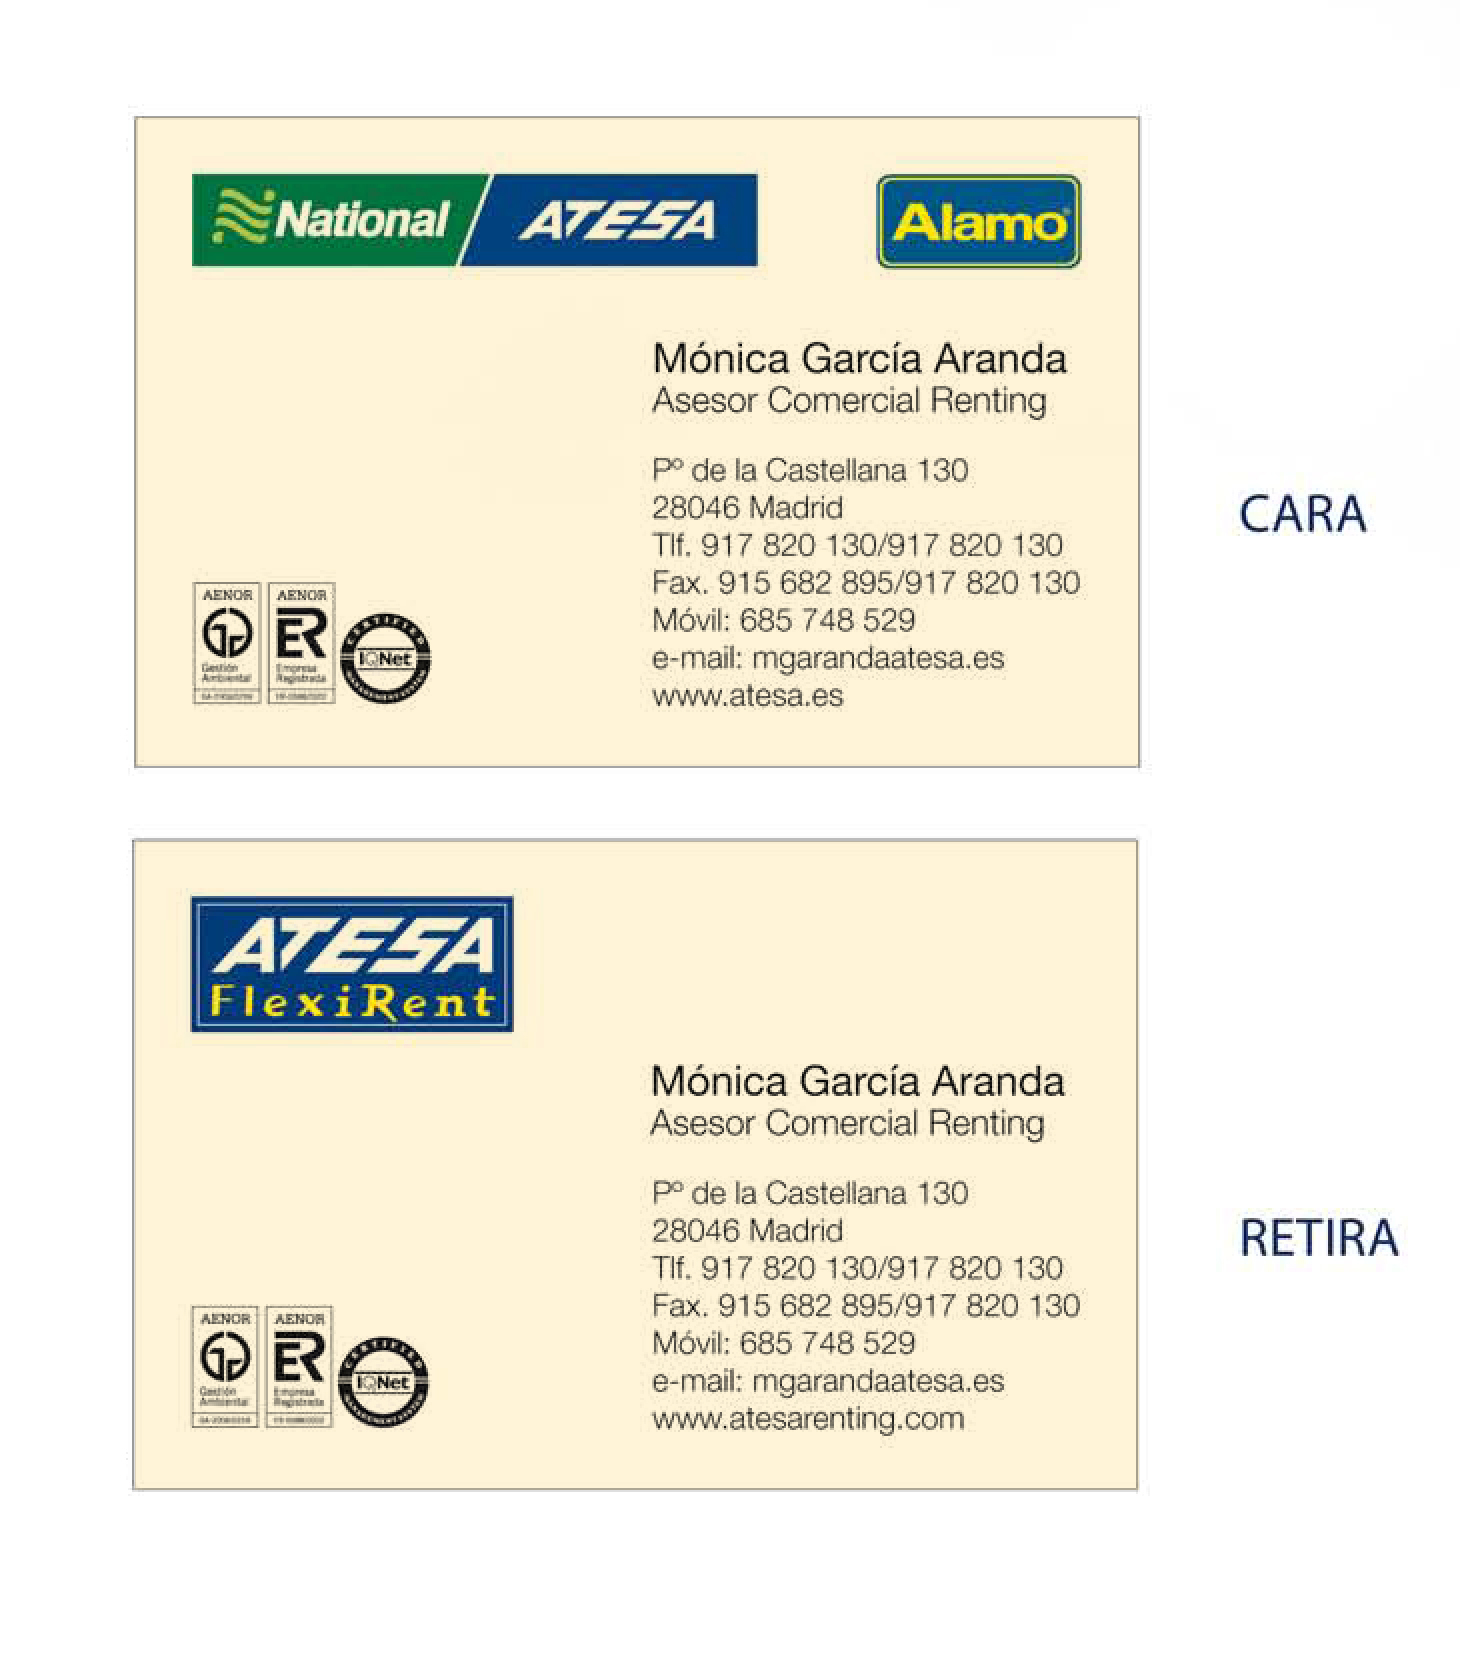 National ATESA Alamo
Mónica García Aranda
Asesor Comercial Renting
Pº de la Castellana 130
28046 Madrid
CARA
Tlf. 917 820 130/917 820 130
Fax. 915 682 895/917 820 130
Móvil: 685 748 529
e-mail: mgarandaatesa.es
www.atesa.es
AENOR AENOR
ER
IQNet
CERTIFIED
Gestión
Ambiental
Empresa
Registrada
ATESA
FlexiRent
Mónica García Aranda
Asesor Comercial Renting
Pº de la Castellana 130
28046 Madrid
RETIRA
Tlf. 917 820 130/917 820 130
Fax. 915 682 895/917 820 130
Móvil: 685 748 529
e-mail: mgarandaatesa.es
www.atesarenting.com
AENOR AENOR
ER
IQNet
CERTIFIED
Gestión
Ambiental
Empresa
Registrada